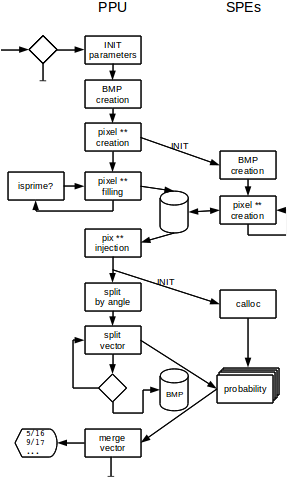 PPU
SPEs
INIT
parameters
BMP
creation
pixel **
creation
INIT
BMP
creation
isprime?
pixel **
filling
pixel **
creation
pix **
injection
INIT
split
by angle
calloc
split
vector
BMP
probability
5/16
9/17
...
merge
vector